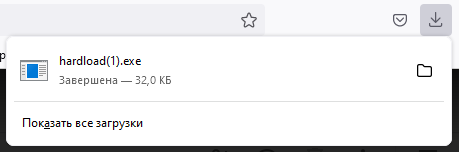 hardload(1).exe
Завершена — 32,0 КБ
Показать все загрузки